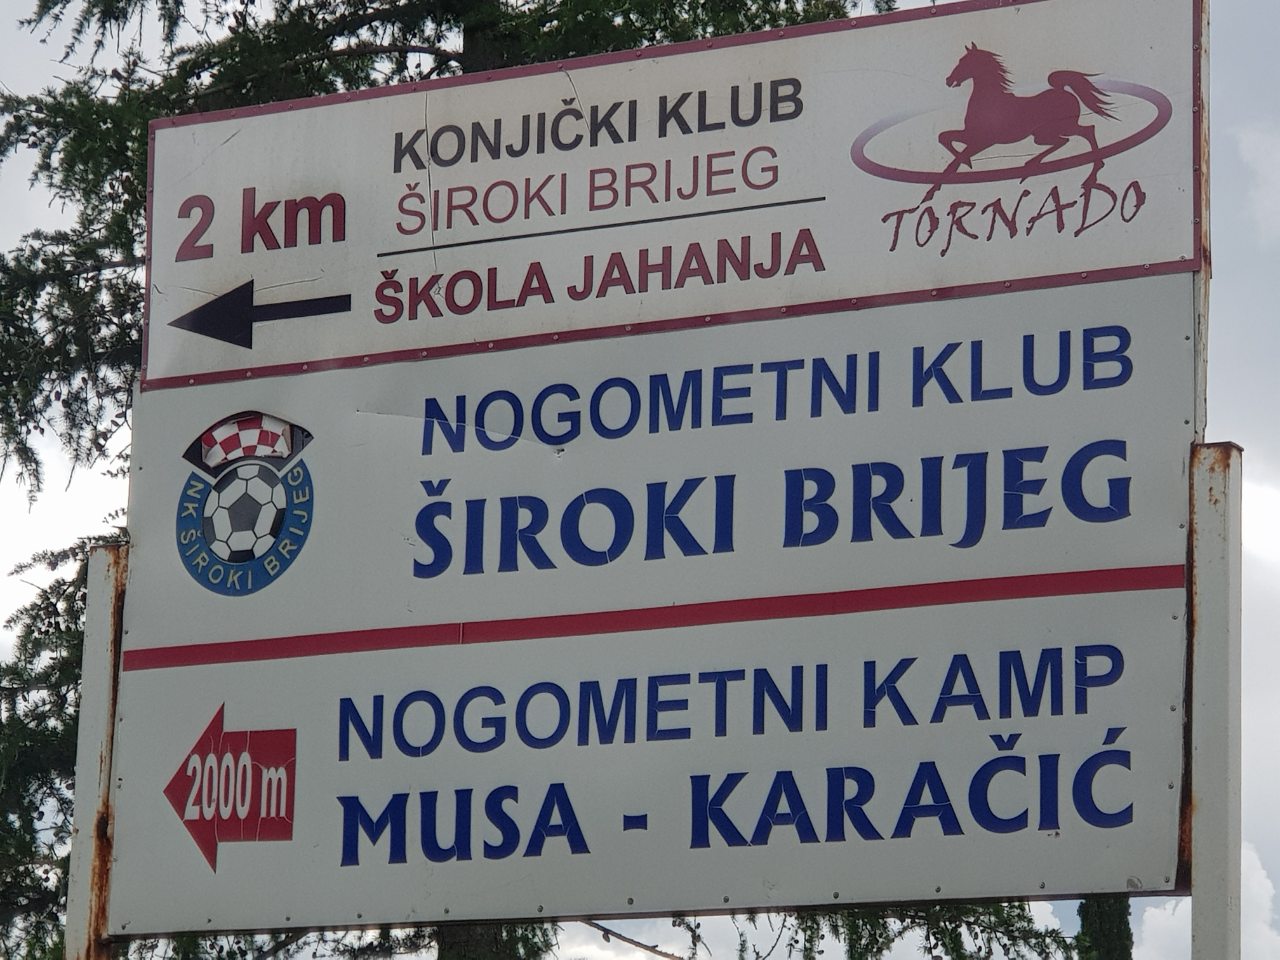 2 km
KONJIČKI KLUB
ŠIROKI BRIJEG
ŠKOLA JAHANJA
TORNADO
NK ŠIROKI BRIJEG
NOGOMETNI KLUB
ŠIROKI BRIJEG
2000 m
NOGOMETNI KAMP
MUSA - KARAČIĆ